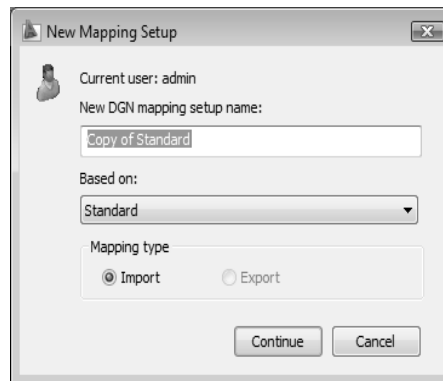 New Mapping Setup
Current user: admin
New DGN mapping setup name:
Copy of Standard
Based on:
Standard
Mapping type
Import Export
Continue Cancel